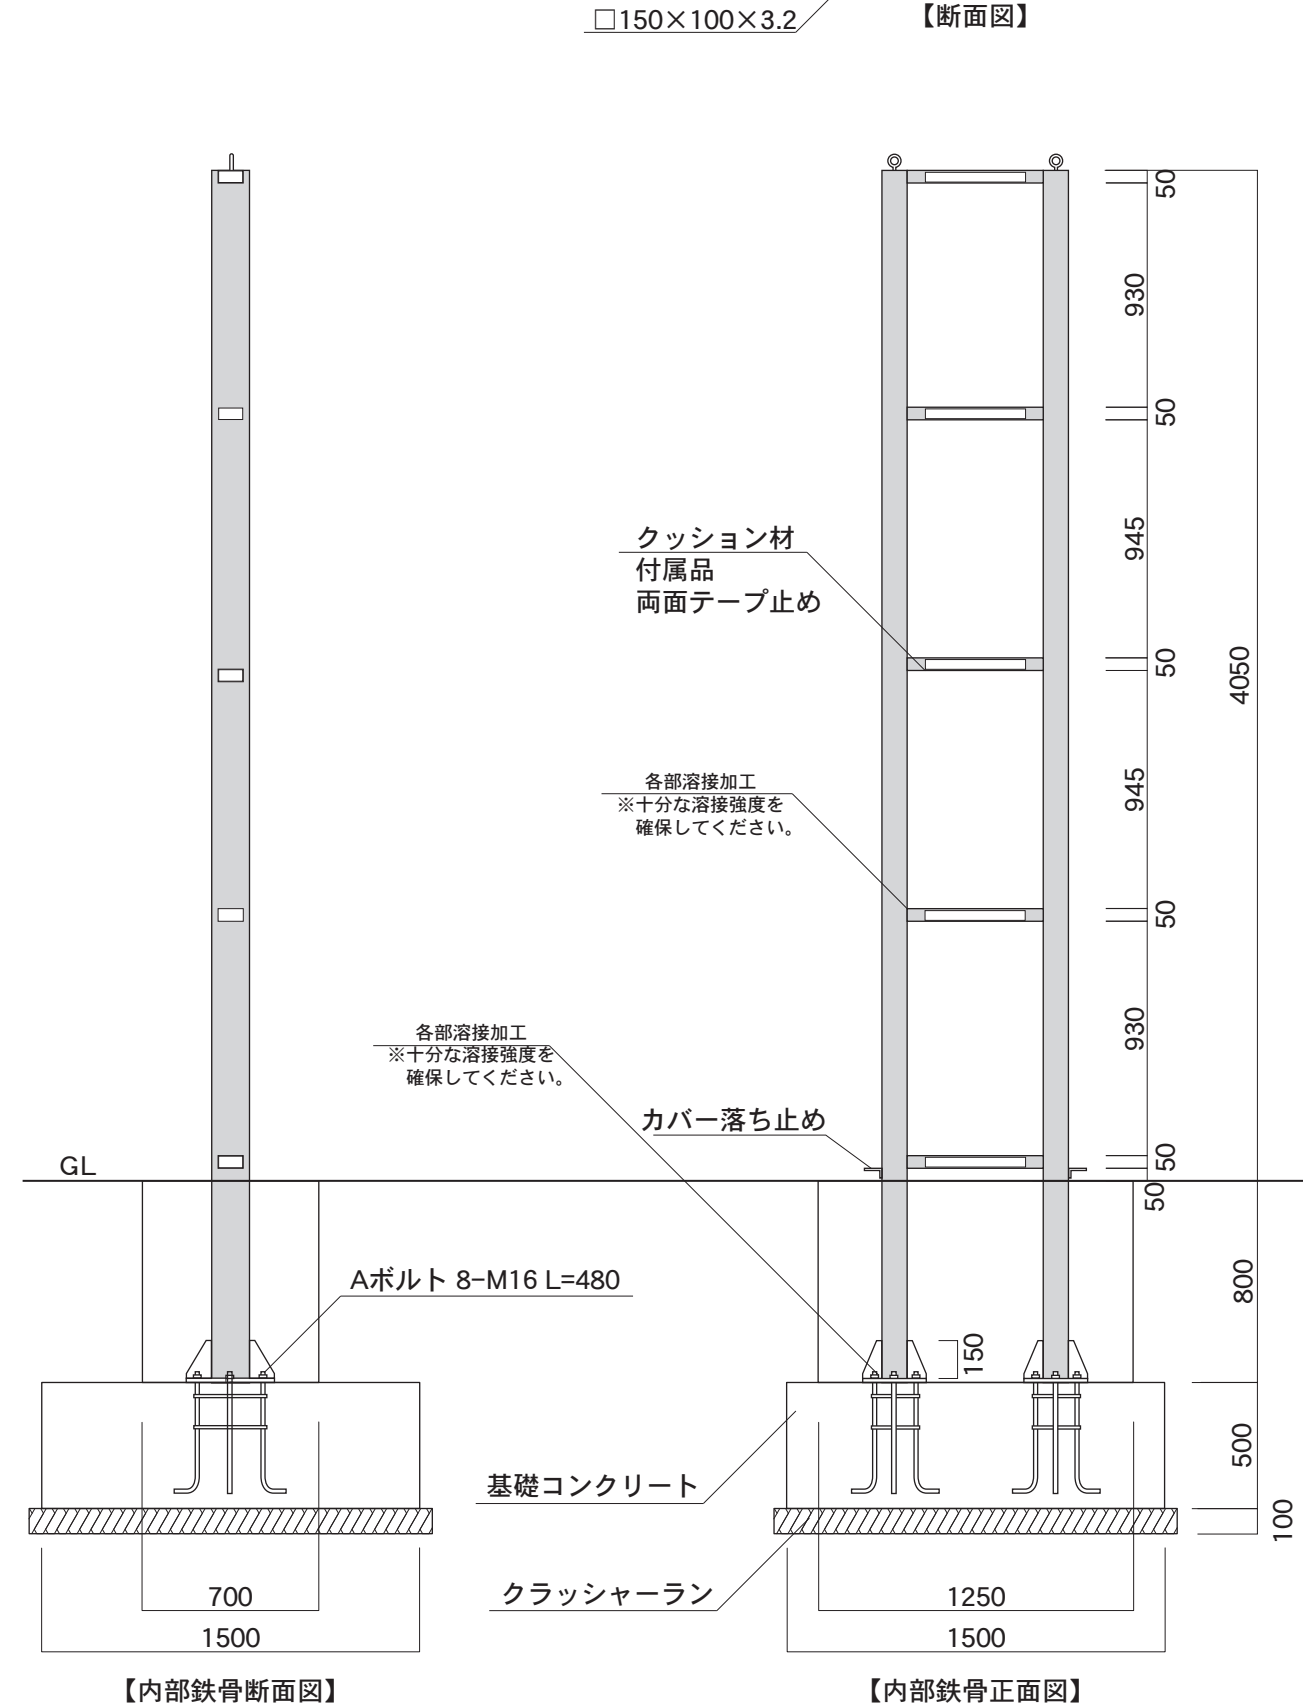 □150×100×3.2
【断面図】
50
930
50
945
50
4050
945
50
930
50
50
800
150
500
100
クッション材
付属品
両面テープ止め
各部溶接加工
※十分な溶接強度を
確保してください。
各部溶接加工
※十分な溶接強度を
確保してください。
カバー落ち止め
GL
Aボルト 8-M16 L=480
基礎コンクリート
クラッシャーラン
700
1500
1250
1500
【内部鉄骨断面図】
【内部鉄骨正面図】